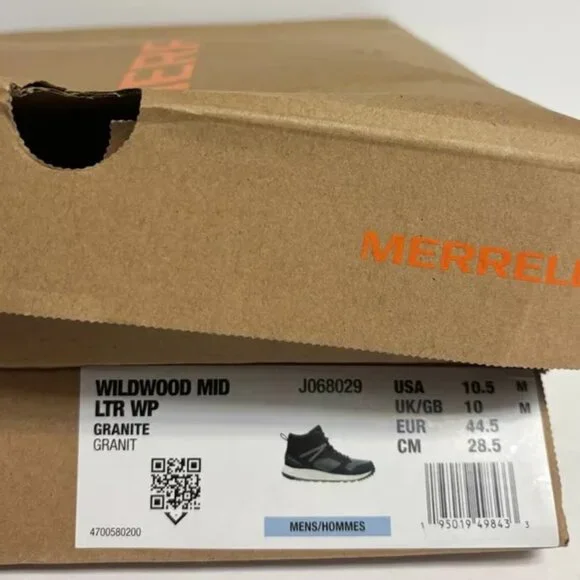 MERRELL
WILDWOOD MID
LTR WP
GRANITE
GRANIT
4700580200
J068029
MENS/HOMMES
USA 10.5 M
UK/GB 10 M
EUR 44.5
CM 28.5
1 95019 49843 3